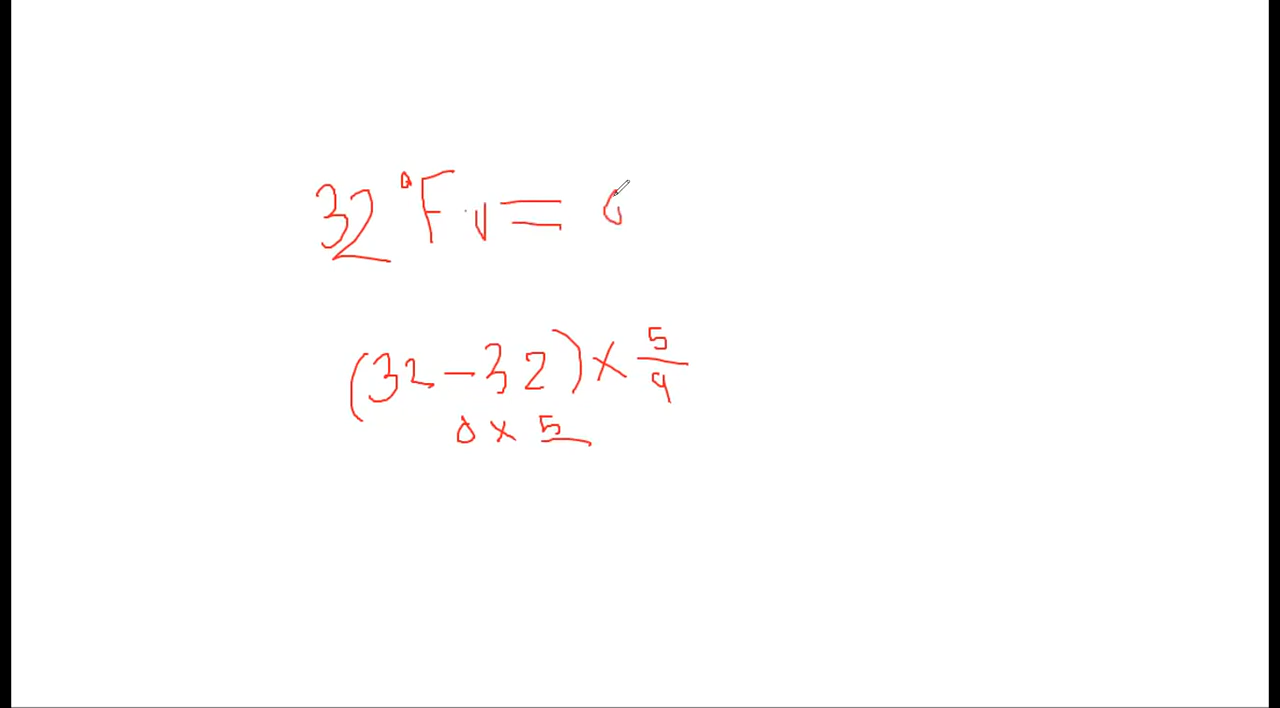 32 °F = 0
(32 - 32) × 5/9
0 × 5